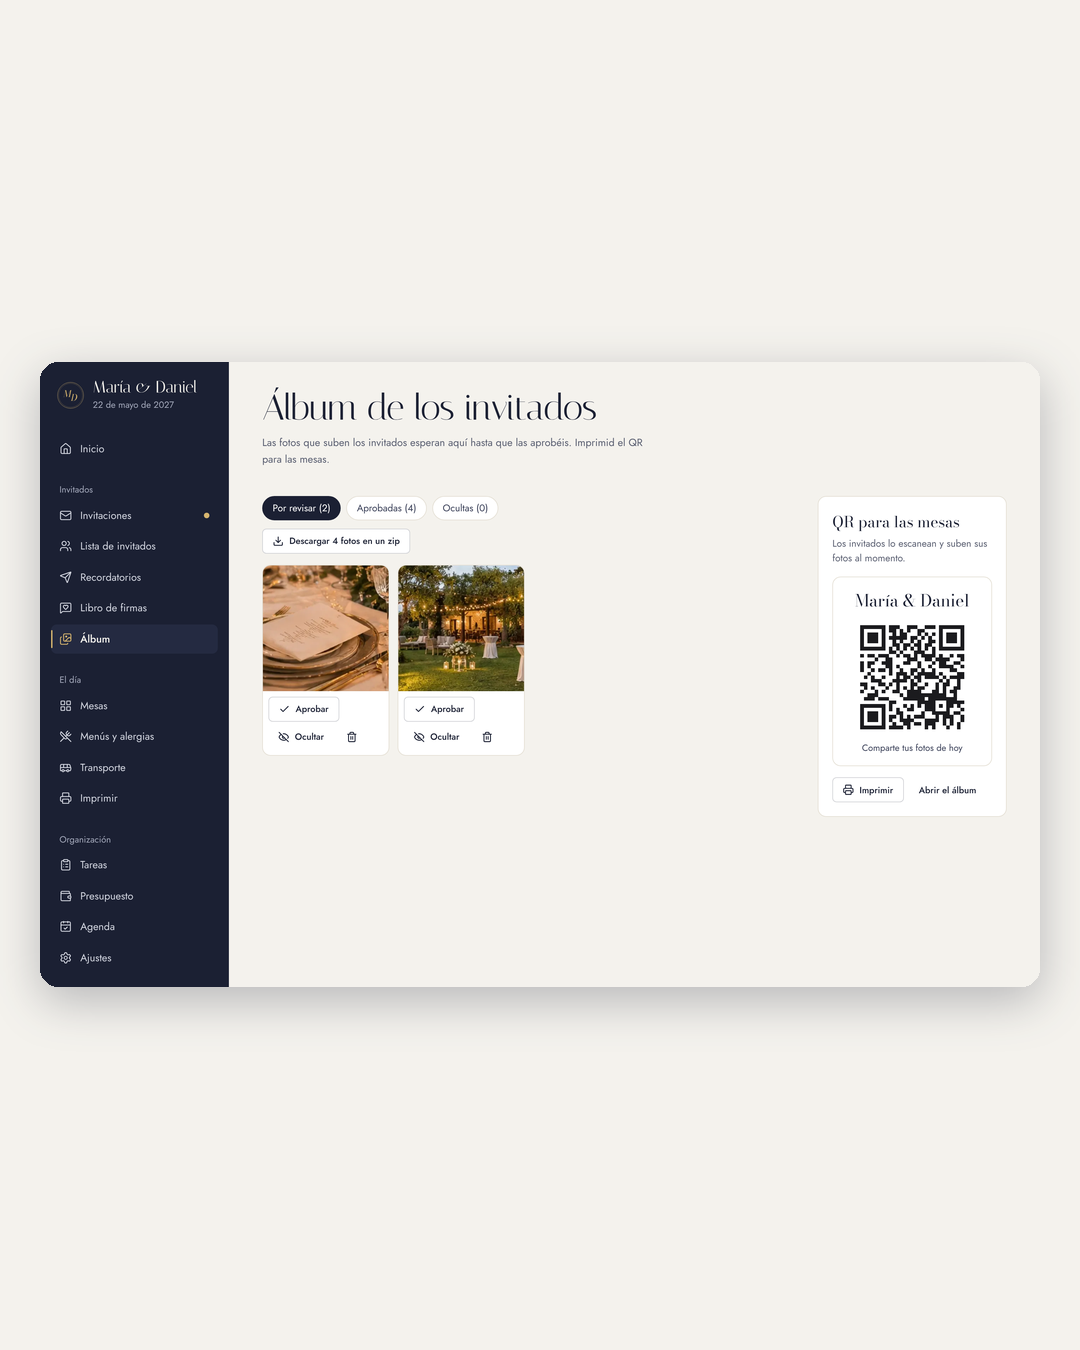 MD
María & Daniel
22 de mayo de 2027
Inicio
Invitados
Invitaciones
Lista de invitados
Recordatorios
Libro de firmas
Álbum
El día
Mesas
Menús y alergias
Transporte
Imprimir
Organización
Tareas
Presupuesto
Agenda
Ajustes
Álbum de los invitados
Las fotos que suben los invitados esperan aquí hasta que las aprobéis. Imprimid el QR
para las mesas.
Por revisar (2)
Aprobadas (4)
Ocultas (0)
Descargar 4 fotos en un zip
Aprobar
Ocultar
Aprobar
Ocultar
QR para las mesas
Los invitados lo escanean y suben sus
fotos al momento.
María & Daniel
Comparte tus fotos de hoy
Imprimir
Abrir el álbum